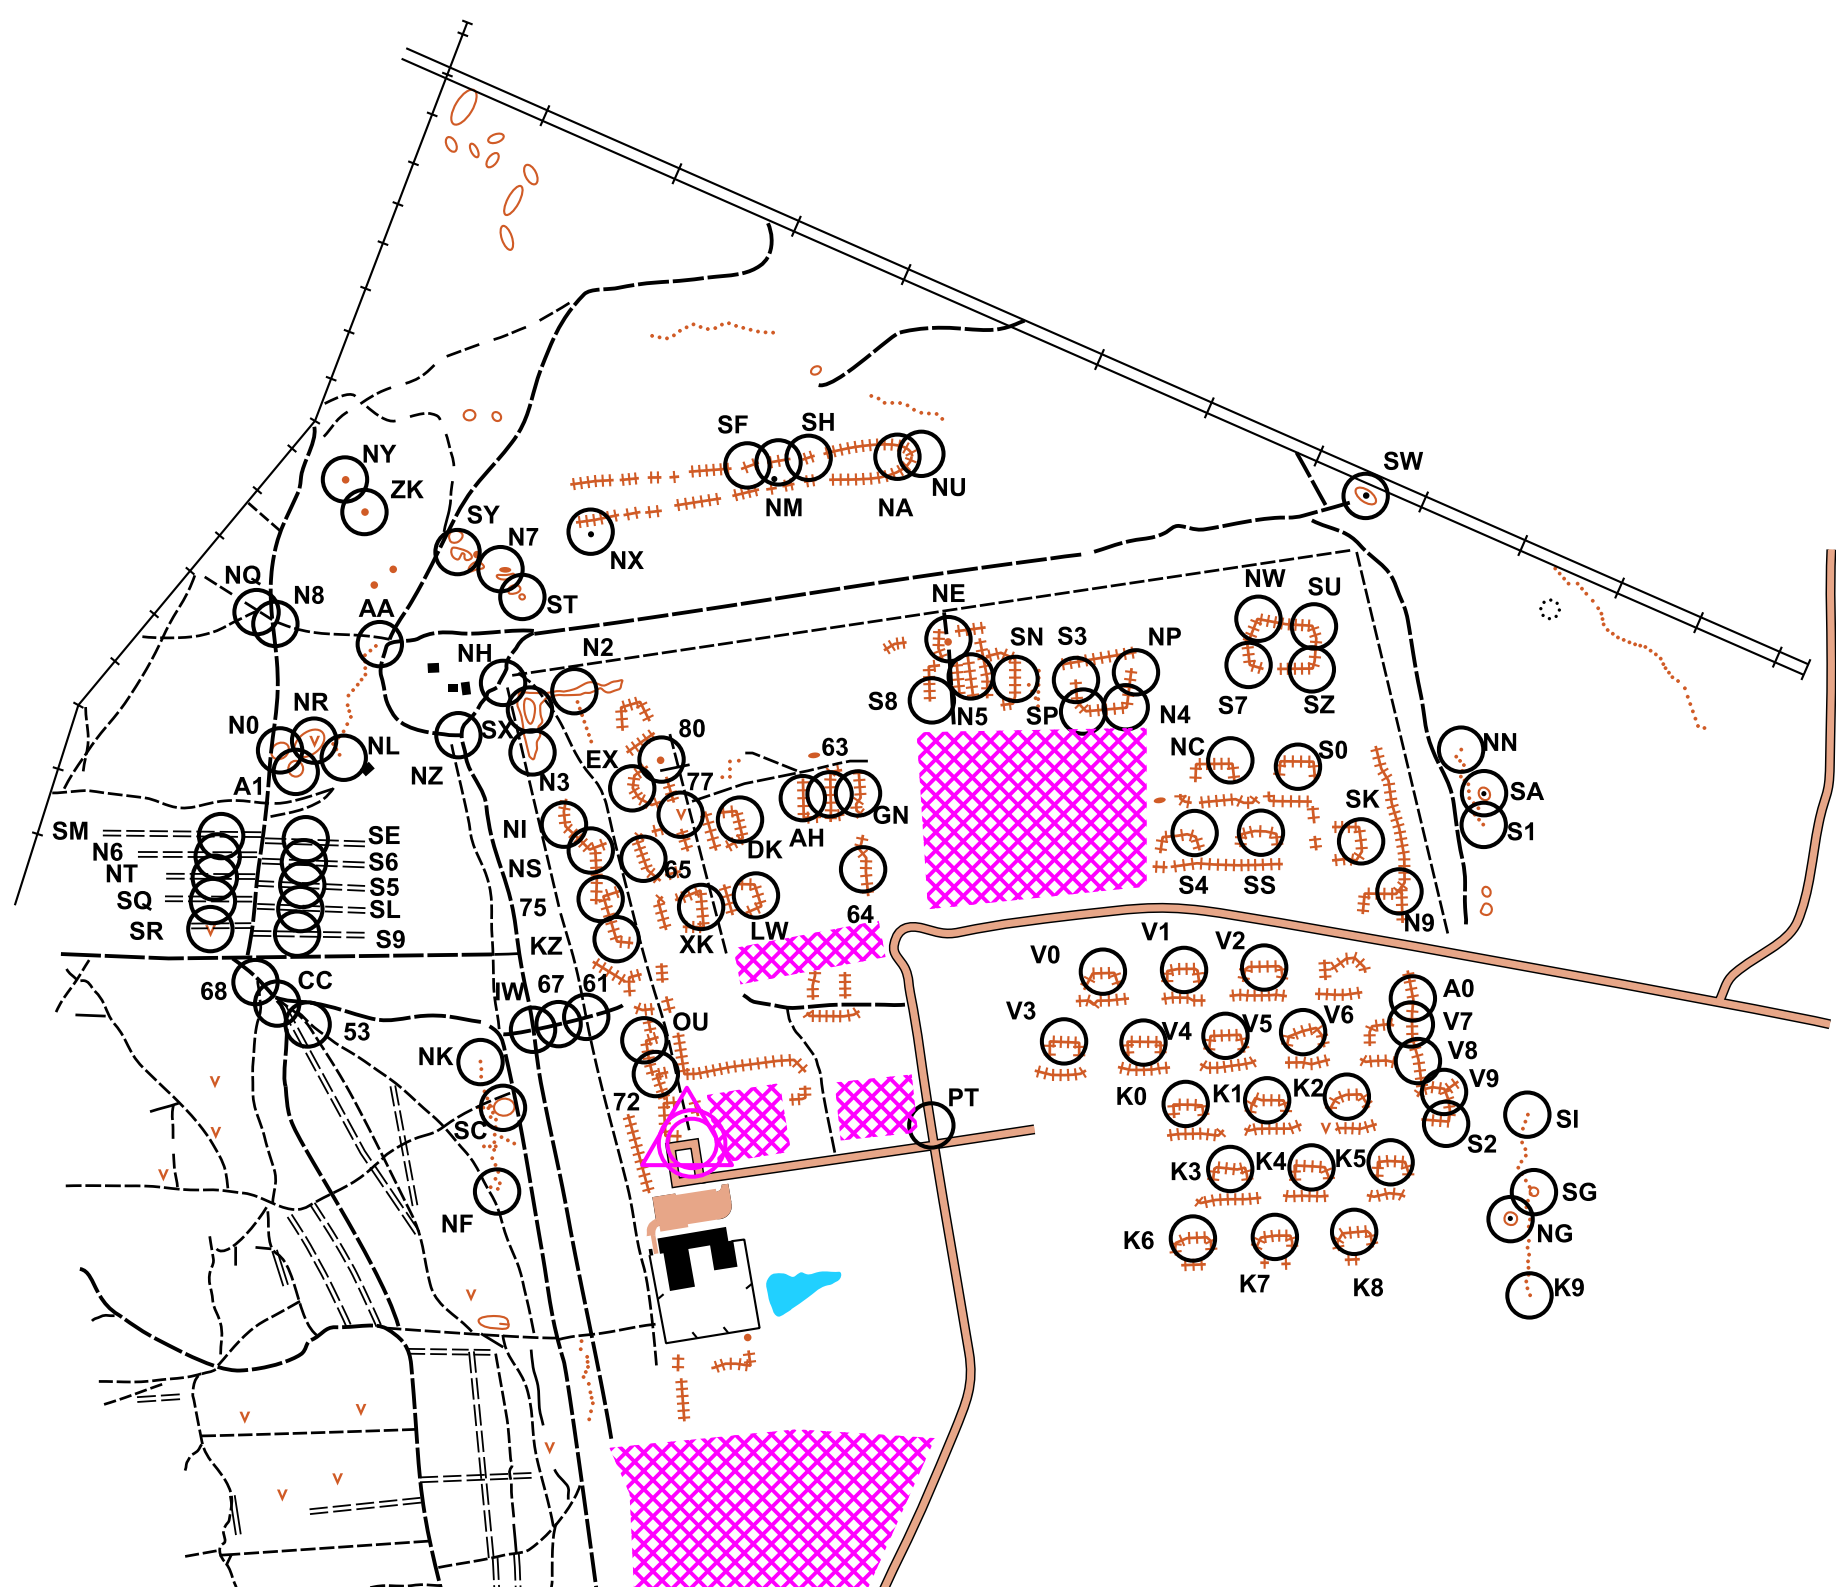 SF
SH
NY
SW
ZK
NU
NM
NA
SY
N7
NX
NQ
N8
AA
ST
NE
NW
SU
NH
N2
SN
S3
NP
S8
IN5
SP
N4
S7
SZ
N0
NR
NL
SX
80
63
NZ
EX
NC
S0
NN
A1
N3
77
SK
SA
SM
SE
NI
DK
AH
GN
S1
N6
S6
NS
65
NT
S5
S4
SS
SQ
SL
75
64
SR
S9
KZ
XK
LW
N9
68
CC
IW
67
61
V0
V1
V2
53
OU
V3
V4
V5
V6
A0
V7
NK
V8
72
K0
K1
K2
V9
PT
SC
S2
SI
K3
K4
K5
SG
NF
K6
NG
K7
K8
K9